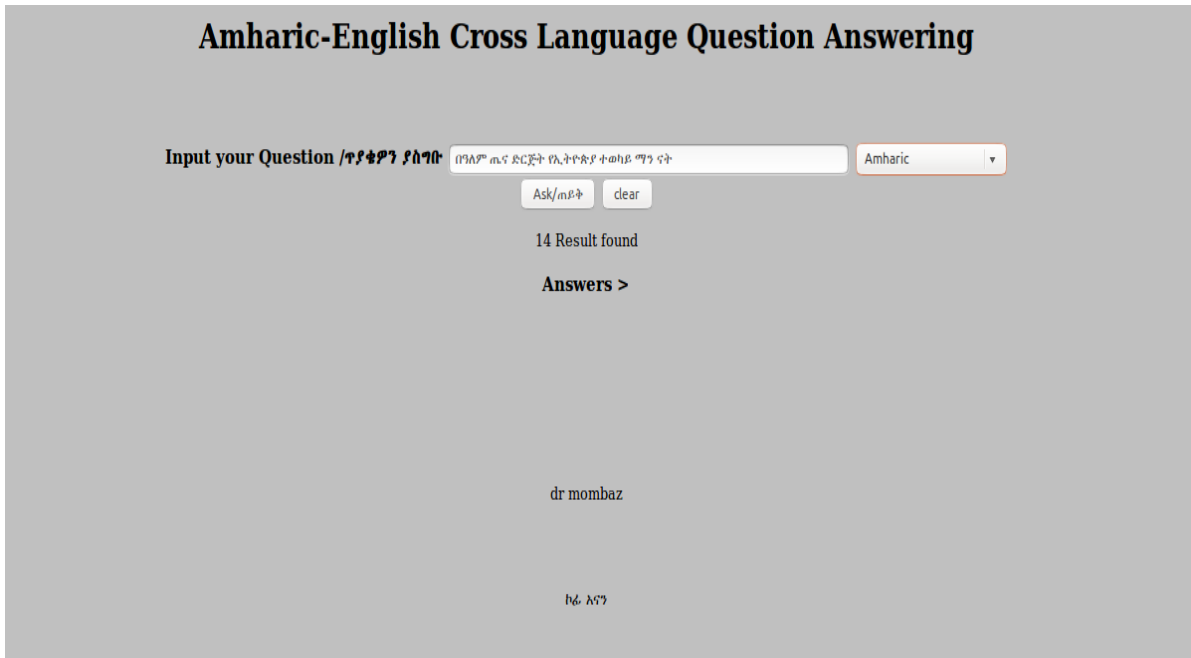 Amharic-English Cross Language Question Answering
Input your Question /ጥያቄዎን ያስገቡ በዓለም ጤና ድርጅት የኢትዮጵያ ተወካይ ማን ናት Amharic
Ask/ጠይቅ clear
14 Result found
Answers >
dr mombaz
ኮፊ አናን